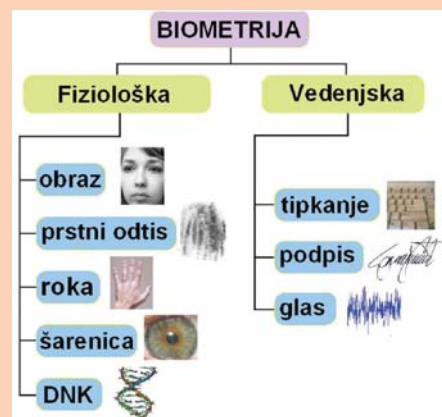 BIOMETRIJA
Fiziološka
obraz
prstni odtis
roka
šarenica
DNK
Vedenjska
tipkanje
podpis
glas